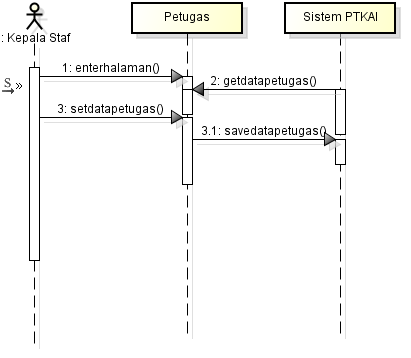 : Kepala Staf
Petugas
Sistem PTKAI
1: enterhalaman()
S »
2: getdatapetugas()
3: setdatapetugas()
3.1: savedatapetugas()